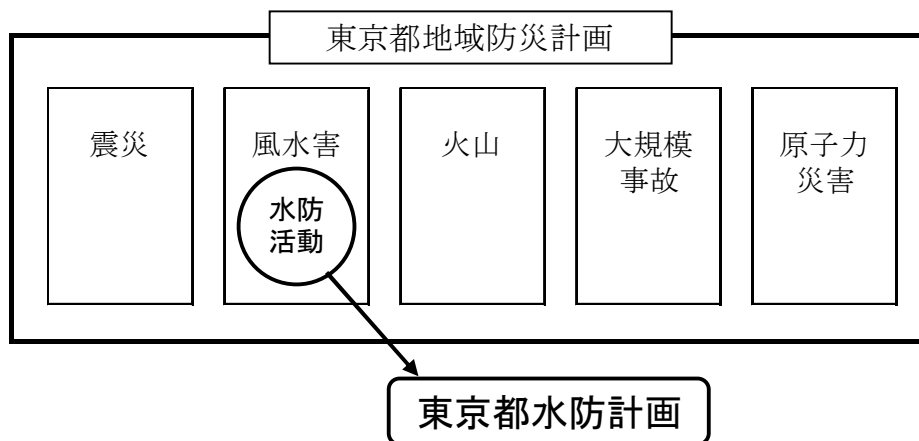 東京都地域防災計画
震災
風水害
水防
活動
火山
大規模
事故
原子力
災害
東京都水防計画